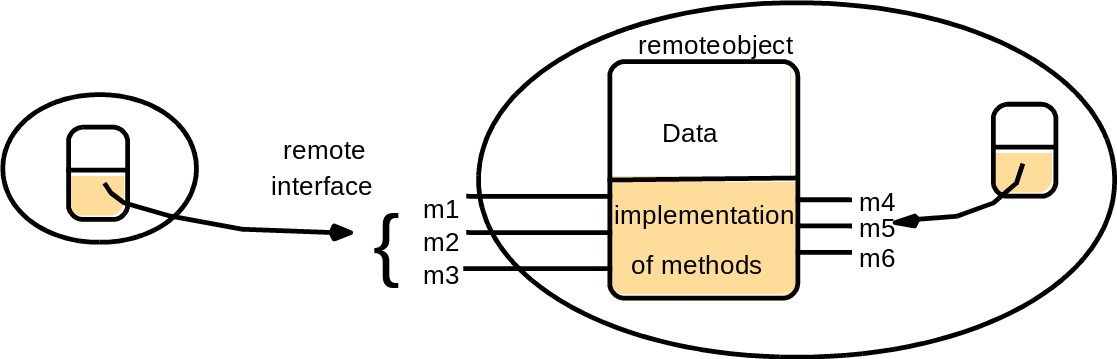 remoteobject
Data
remote
interface
{
m1
m2
m3
implementation
of methods
m4
m5
m6